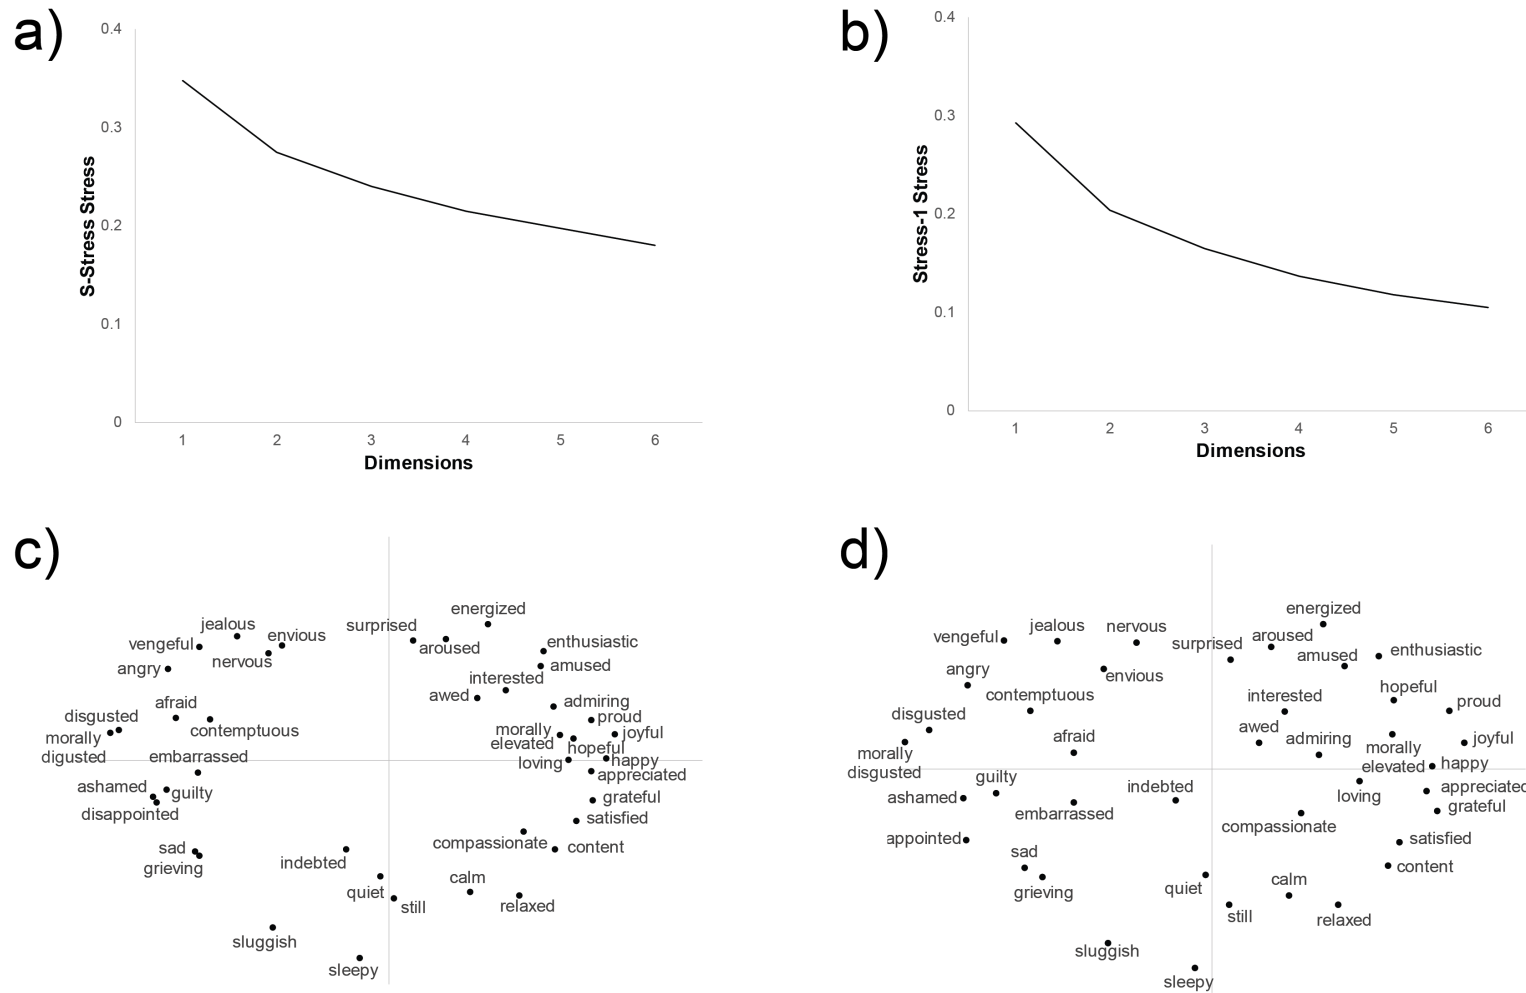 a)
0.4
0.3
0.2
0.1
0
S-Stress Stress
1 2 3 4 5 6
Dimensions
b)
0.4
0.3
0.2
0.1
0
Stress-1 Stress
1 2 3 4 5 6
Dimensions
c)
energized
jealous
surprised
vengeful
envious
aroused
enthusiastic
nervous
angry
amused
interested
awed
afraid
admiring
disgusted
proud
morally
digusted
contemptuous
morally
elevated
joyful
hopeful
embarrassed
loving
happy
appreciated
ashamed
guilty
grateful
disappointed
satisfied
sad
compassionate
content
grieving
indebted
calm
quiet
still
relaxed
sluggish
sleepy
d)
energized
jealous
nervous
vengeful
aroused
surprised
enthusiastic
amused
angry
envious
contemptuous
hopeful
interested
proud
disgusted
awed
afraid
admiring
joyful
morally
disgusted
morally
elevated
happy
guilty
indebted
appreciated
ashamed
loving
grateful
embarrassed
compassionate
appointed
satisfied
sad
content
grieving
quiet
calm
still
relaxed
sluggish
sleepy